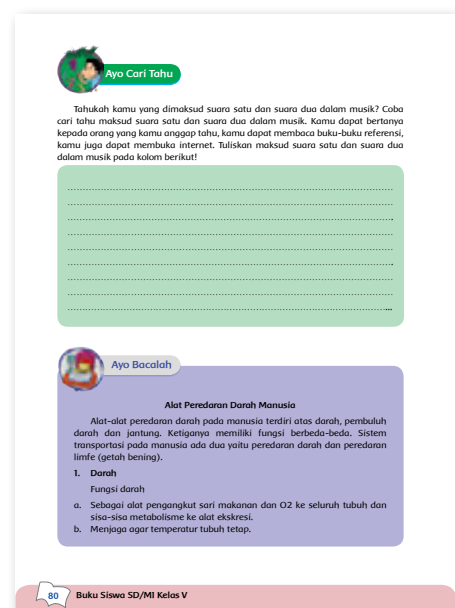 Ayo Cari Tahu
Tahukah kamu yang dimaksud suara satu dan suara dua dalam musik? Coba
cari tahu maksud suara satu dan suara dua dalam musik. Kamu dapat bertanya
kepada orang yang kamu anggap tahu, kamu dapat membaca buku-buku referensi,
kamu juga dapat membuka internet. Tuliskan maksud suara satu dan suara dua
dalam musik pada kolom berikut!
Ayo Bacalah
Alat Peredaran Darah Manusia
Alat-alat peredaran darah pada manusia terdiri atas darah, pembuluh
darah dan jantung. Ketiganya memiliki fungsi berbeda-beda. Sistem
transportasi pada manusia ada dua yaitu peredaran darah dan peredaran
limfe (getah bening).
1. Darah
Fungsi darah
a. Sebagai alat pengangkut sari makanan dan O2 ke seluruh tubuh dan
sisa-sisa metabolisme ke alat ekskresi.
b. Menjaga agar temperatur tubuh tetap.
80 Buku Siswa SD/MI Kelas V